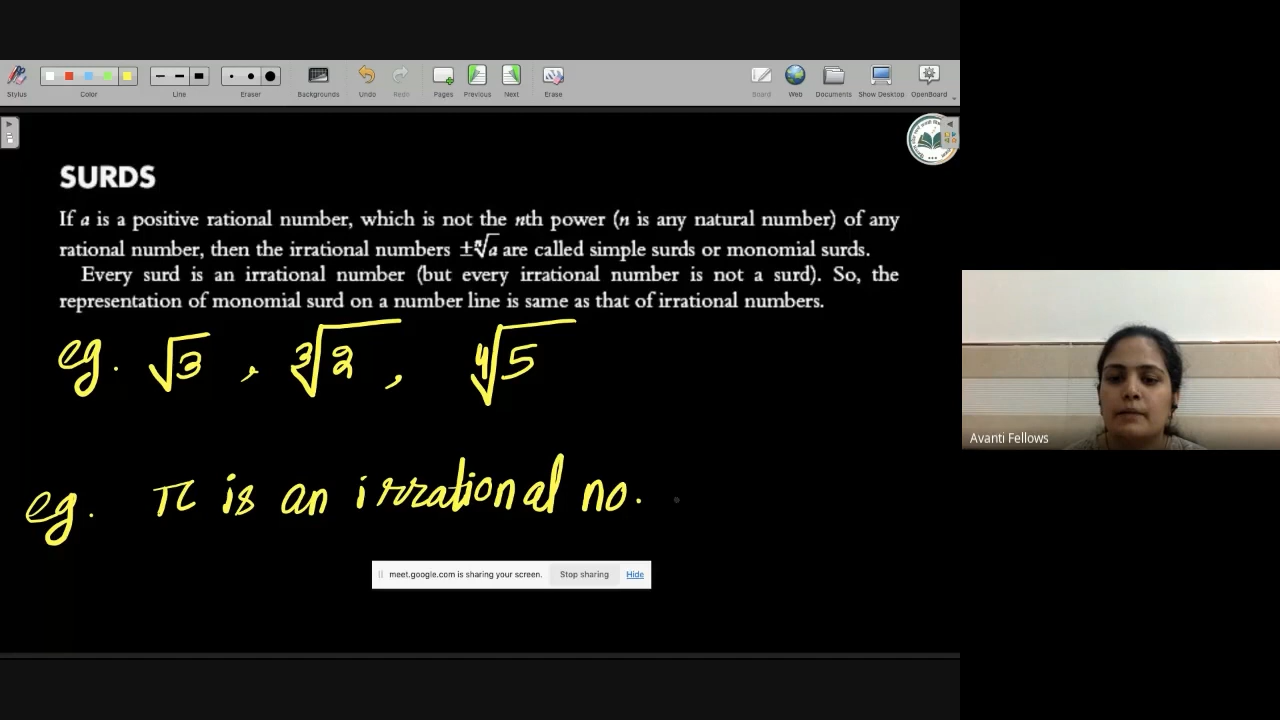 Stylus Color Line Eraser Backgrounds Undo Redo Pages Previous Next Erase Board Web Documents Show Desktop OpenBoard
SURDS
If a is a positive rational number, which is not the nth power (n is any natural number) of any
rational number, then the irrational numbers ±ⁿ√a are called simple surds or monomial surds.
Every surd is an irrational number (but every irrational number is not a surd). So, the
representation of monomial surd on a number line is same as that of irrational numbers.
eg. √3 , ³√2 , ⁴√5
eg. π is an irrational no.
meet.google.com is sharing your screen. Stop sharing Hide
Avanti Fellows